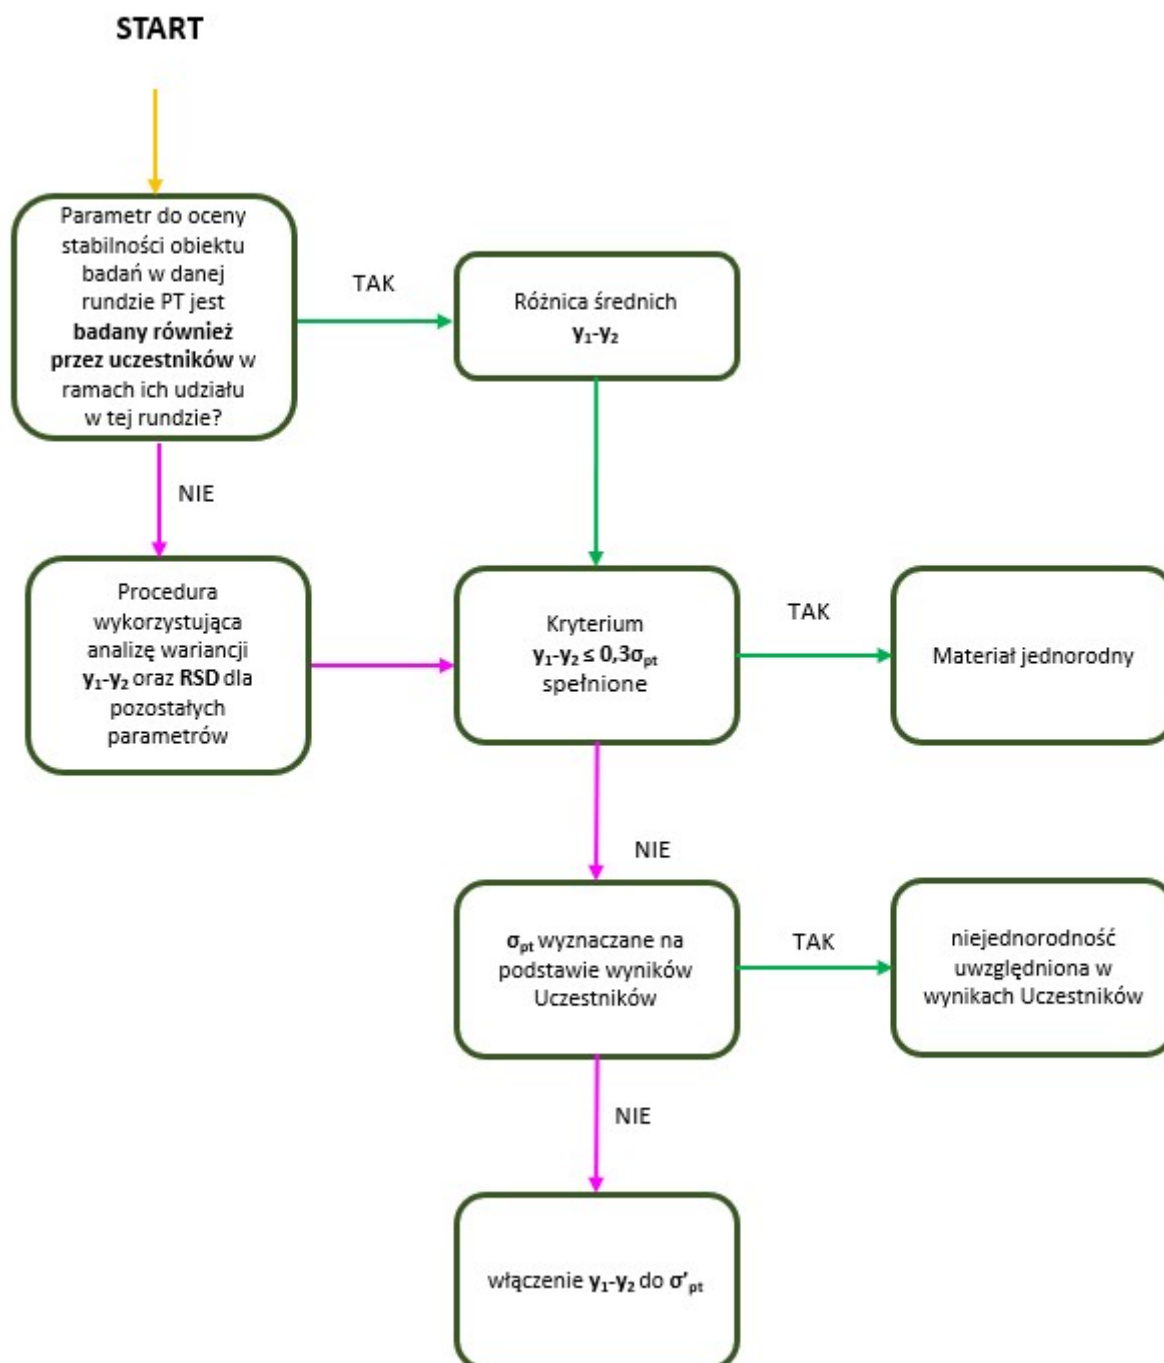 START
Parametr do oceny
stabilności obiektu
badań w danej
rundzie PT jest
badany również
przez uczestników w
ramach ich udziału
w tej rundzie?
TAK
Różnica średnich
y₁-y₂
NIE
Procedura
wykorzystująca
analizę wariancji
y₁-y₂ oraz RSD dla
pozostałych
parametrów
Kryterium
y₁-y₂ ≤ 0,3σpt
spełnione
TAK
Materiał jednorodny
NIE
σpt wyznaczane na
podstawie wyników
Uczestników
TAK
niejednorodność
uwzględniona w
wynikach Uczestników
NIE
włączenie y₁-y₂ do σ'pt